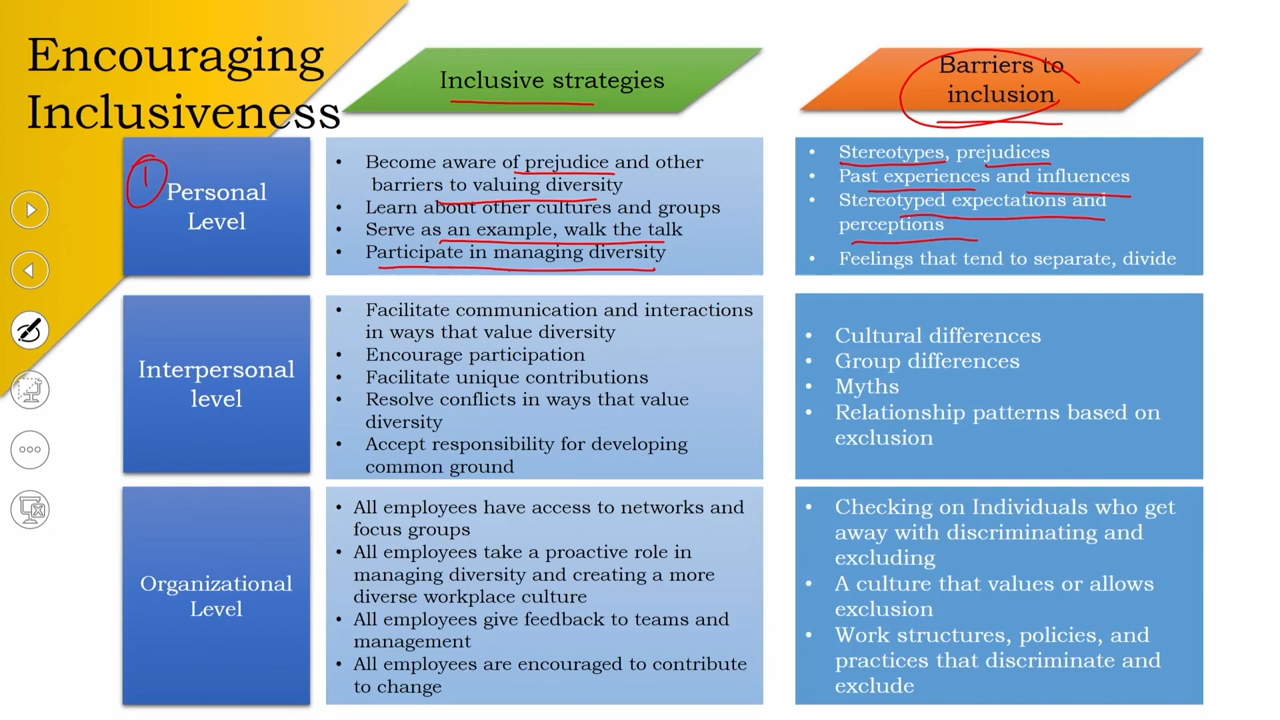 Encouraging
Inclusiveness
Inclusive strategies
Barriers to
inclusion
1
Personal
Level
• Become aware of prejudice and other
barriers to valuing diversity
• Learn about other cultures and groups
• Serve as an example, walk the talk
• Participate in managing diversity
• Stereotypes, prejudices
• Past experiences and influences
• Stereotyped expectations and
perceptions
• Feelings that tend to separate, divide
Interpersonal
level
• Facilitate communication and interactions
in ways that value diversity
• Encourage participation
• Facilitate unique contributions
• Resolve conflicts in ways that value
diversity
• Accept responsibility for developing
common ground
• Cultural differences
• Group differences
• Myths
• Relationship patterns based on
exclusion
Organizational
Level
• All employees have access to networks and
focus groups
• All employees take a proactive role in
managing diversity and creating a more
diverse workplace culture
• All employees give feedback to teams and
management
• All employees are encouraged to contribute
to change
• Checking on Individuals who get
away with discriminating and
excluding
• A culture that values or allows
exclusion
• Work structures, policies, and
practices that discriminate and
exclude